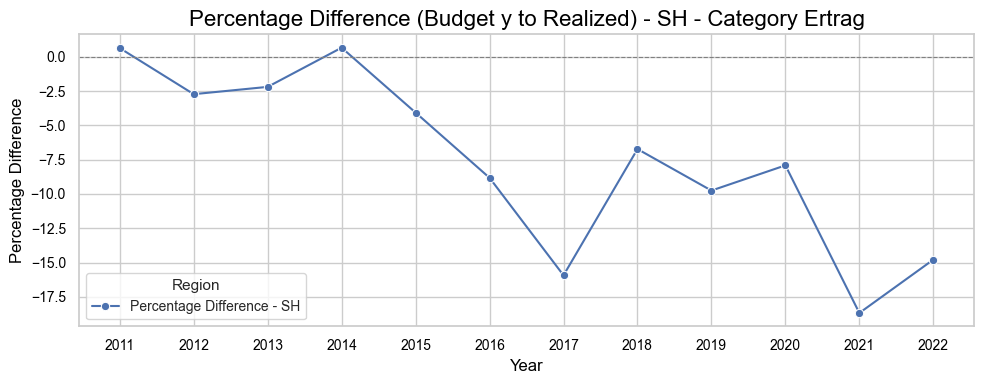 Percentage Difference (Budget y to Realized) - SH - Category Ertrag
Percentage Difference
0.0
−2.5
−5.0
−7.5
−10.0
−12.5
−15.0
−17.5
Region
Percentage Difference - SH
2011 2012 2013 2014 2015 2016 2017 2018 2019 2020 2021 2022
Year